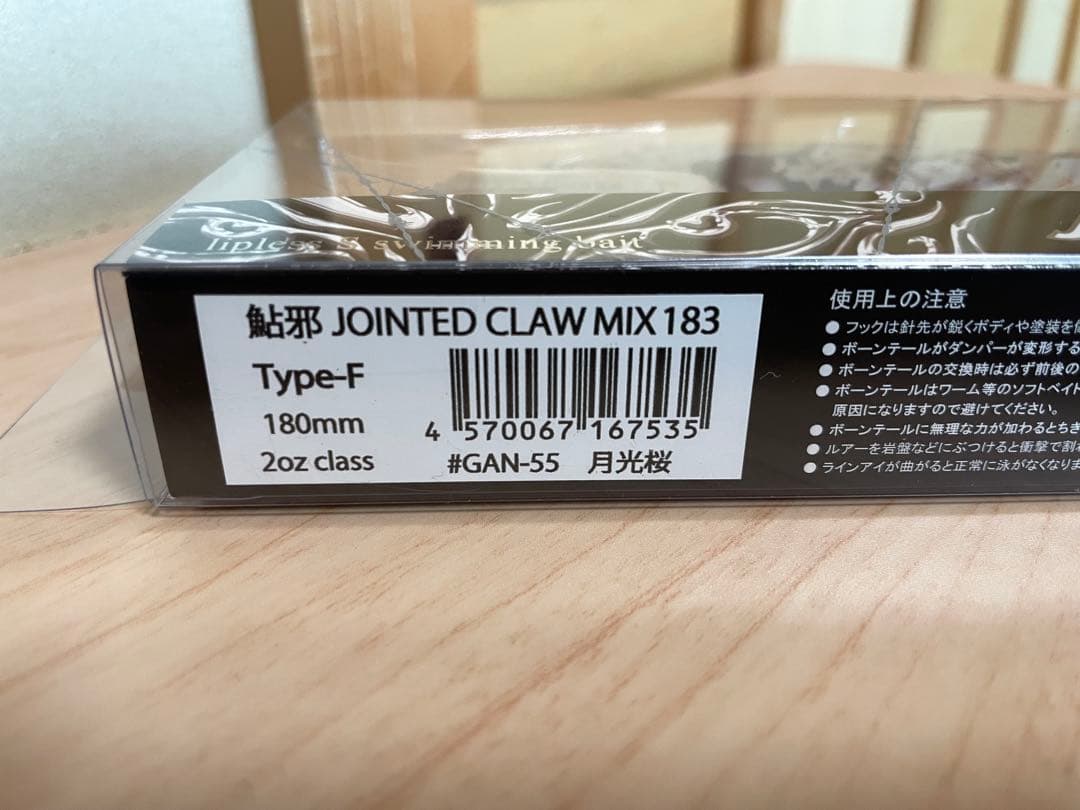 lipless S swimming bait
鮎邪 JOINTED CLAW MIX 183
Type-F
180mm
2oz class
4 570067 167535
#GAN-55 月光桜
使用上の注意
● フックは針先が鋭くボディや塗装を
● ボーンテールがダンパーが変形する
● ボーンテールの交換時は必ず前後の
● ボーンテールはワーム等のソフトベイト
原因になりますので避けてください。
● ボーンテールに無理な力が加わるとちぎ
● ルアーを岩盤などにぶつけると衝撃で割
● ラインアイが曲がると正常に泳がなくなりま